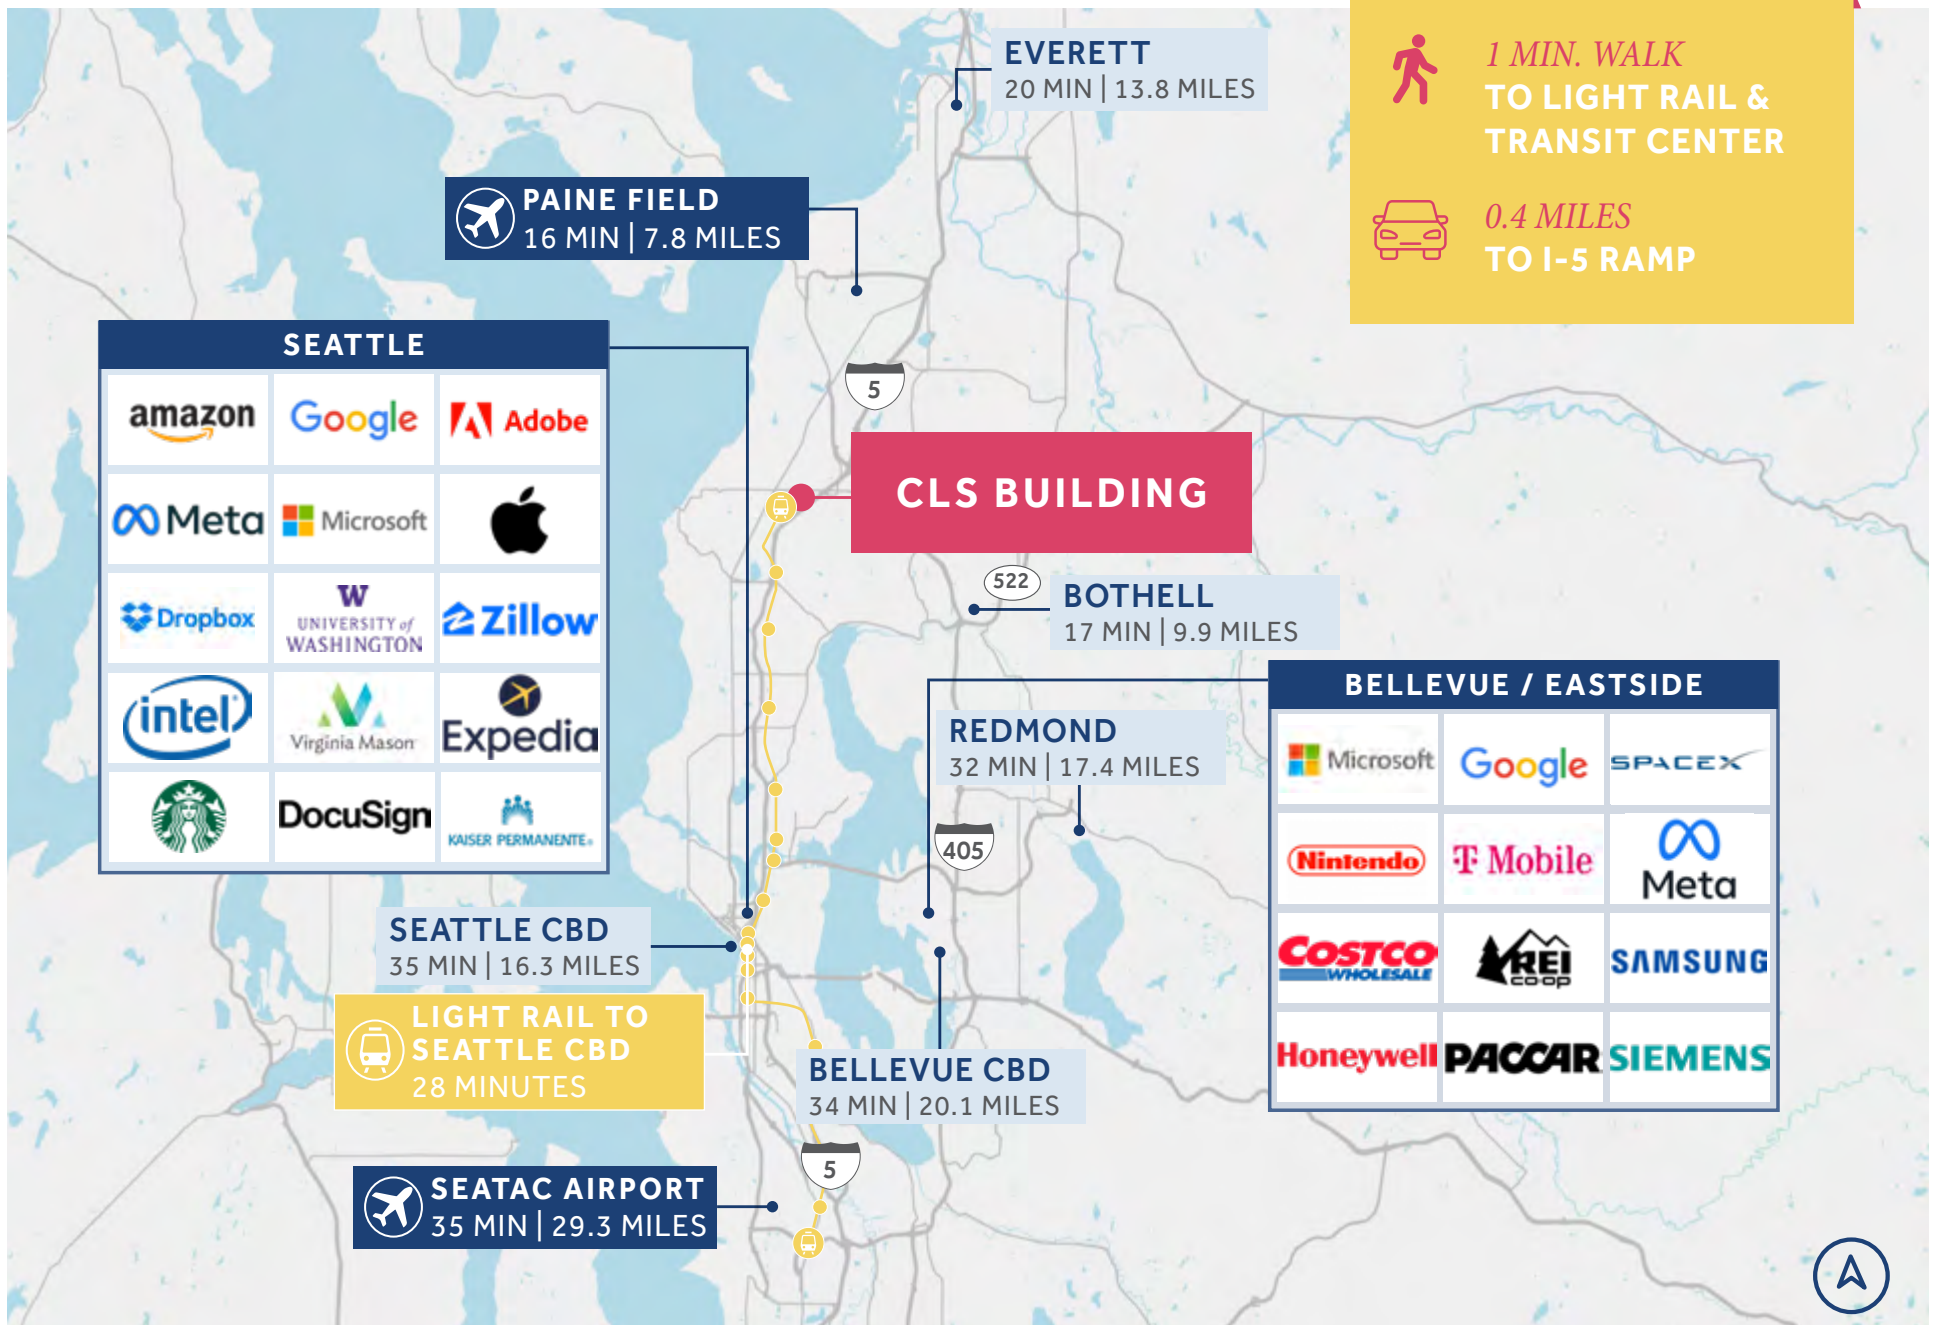 1 MIN. WALK
TO LIGHT RAIL &
TRANSIT CENTER
0.4 MILES
TO I-5 RAMP
EVERETT
20 MIN | 13.8 MILES
PAINE FIELD
16 MIN | 7.8 MILES
SEATTLE
amazon
Google
Adobe
Meta
Microsoft
Dropbox
W
UNIVERSITY of
WASHINGTON
Zillow
intel
Virginia Mason
Expedia
DocuSign
KAISER PERMANENTE®
5
CLS BUILDING
522
BOTHELL
17 MIN | 9.9 MILES
REDMOND
32 MIN | 17.4 MILES
405
BELLEVUE / EASTSIDE
Microsoft
Google
SPACEX
Nintendo
T Mobile
Meta
COSTCO
WHOLESALE
REI
CO·OP
SAMSUNG
Honeywell
PACCAR
SIEMENS
SEATTLE CBD
35 MIN | 16.3 MILES
LIGHT RAIL TO
SEATTLE CBD
28 MINUTES
BELLEVUE CBD
34 MIN | 20.1 MILES
5
SEATAC AIRPORT
35 MIN | 29.3 MILES